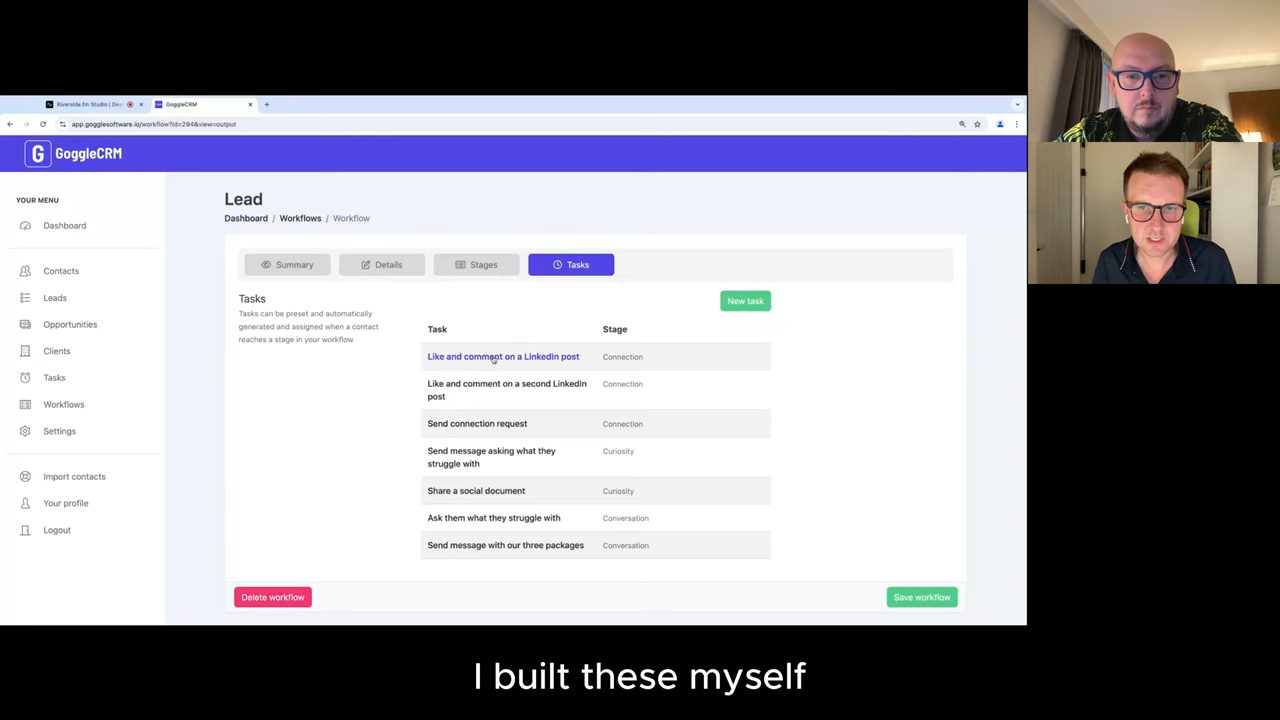 Riverside.fm Studio | De
GoggleCRM
app.gogglesoftware.io/workflow?id=294&view=output
G GoggleCRM
YOUR MENU
Dashboard
Contacts
Leads
Opportunities
Clients
Tasks
Workflows
Settings
Import contacts
Your profile
Logout
Lead
Dashboard / Workflows / Workflow
Summary Details Stages Tasks
Tasks
Tasks can be preset and automatically
generated and assigned when a contact
reaches a stage in your workflow
New task
Task Stage
Like and comment on a LinkedIn post Connection
Like and comment on a second LinkedIn Connection
post
Send connection request Connection
Send message asking what they Curiosity
struggle with
Share a social document Curiosity
Ask them what they struggle with Conversation
Send message with our three packages Conversation
Delete workflow Save workflow
I built these myself